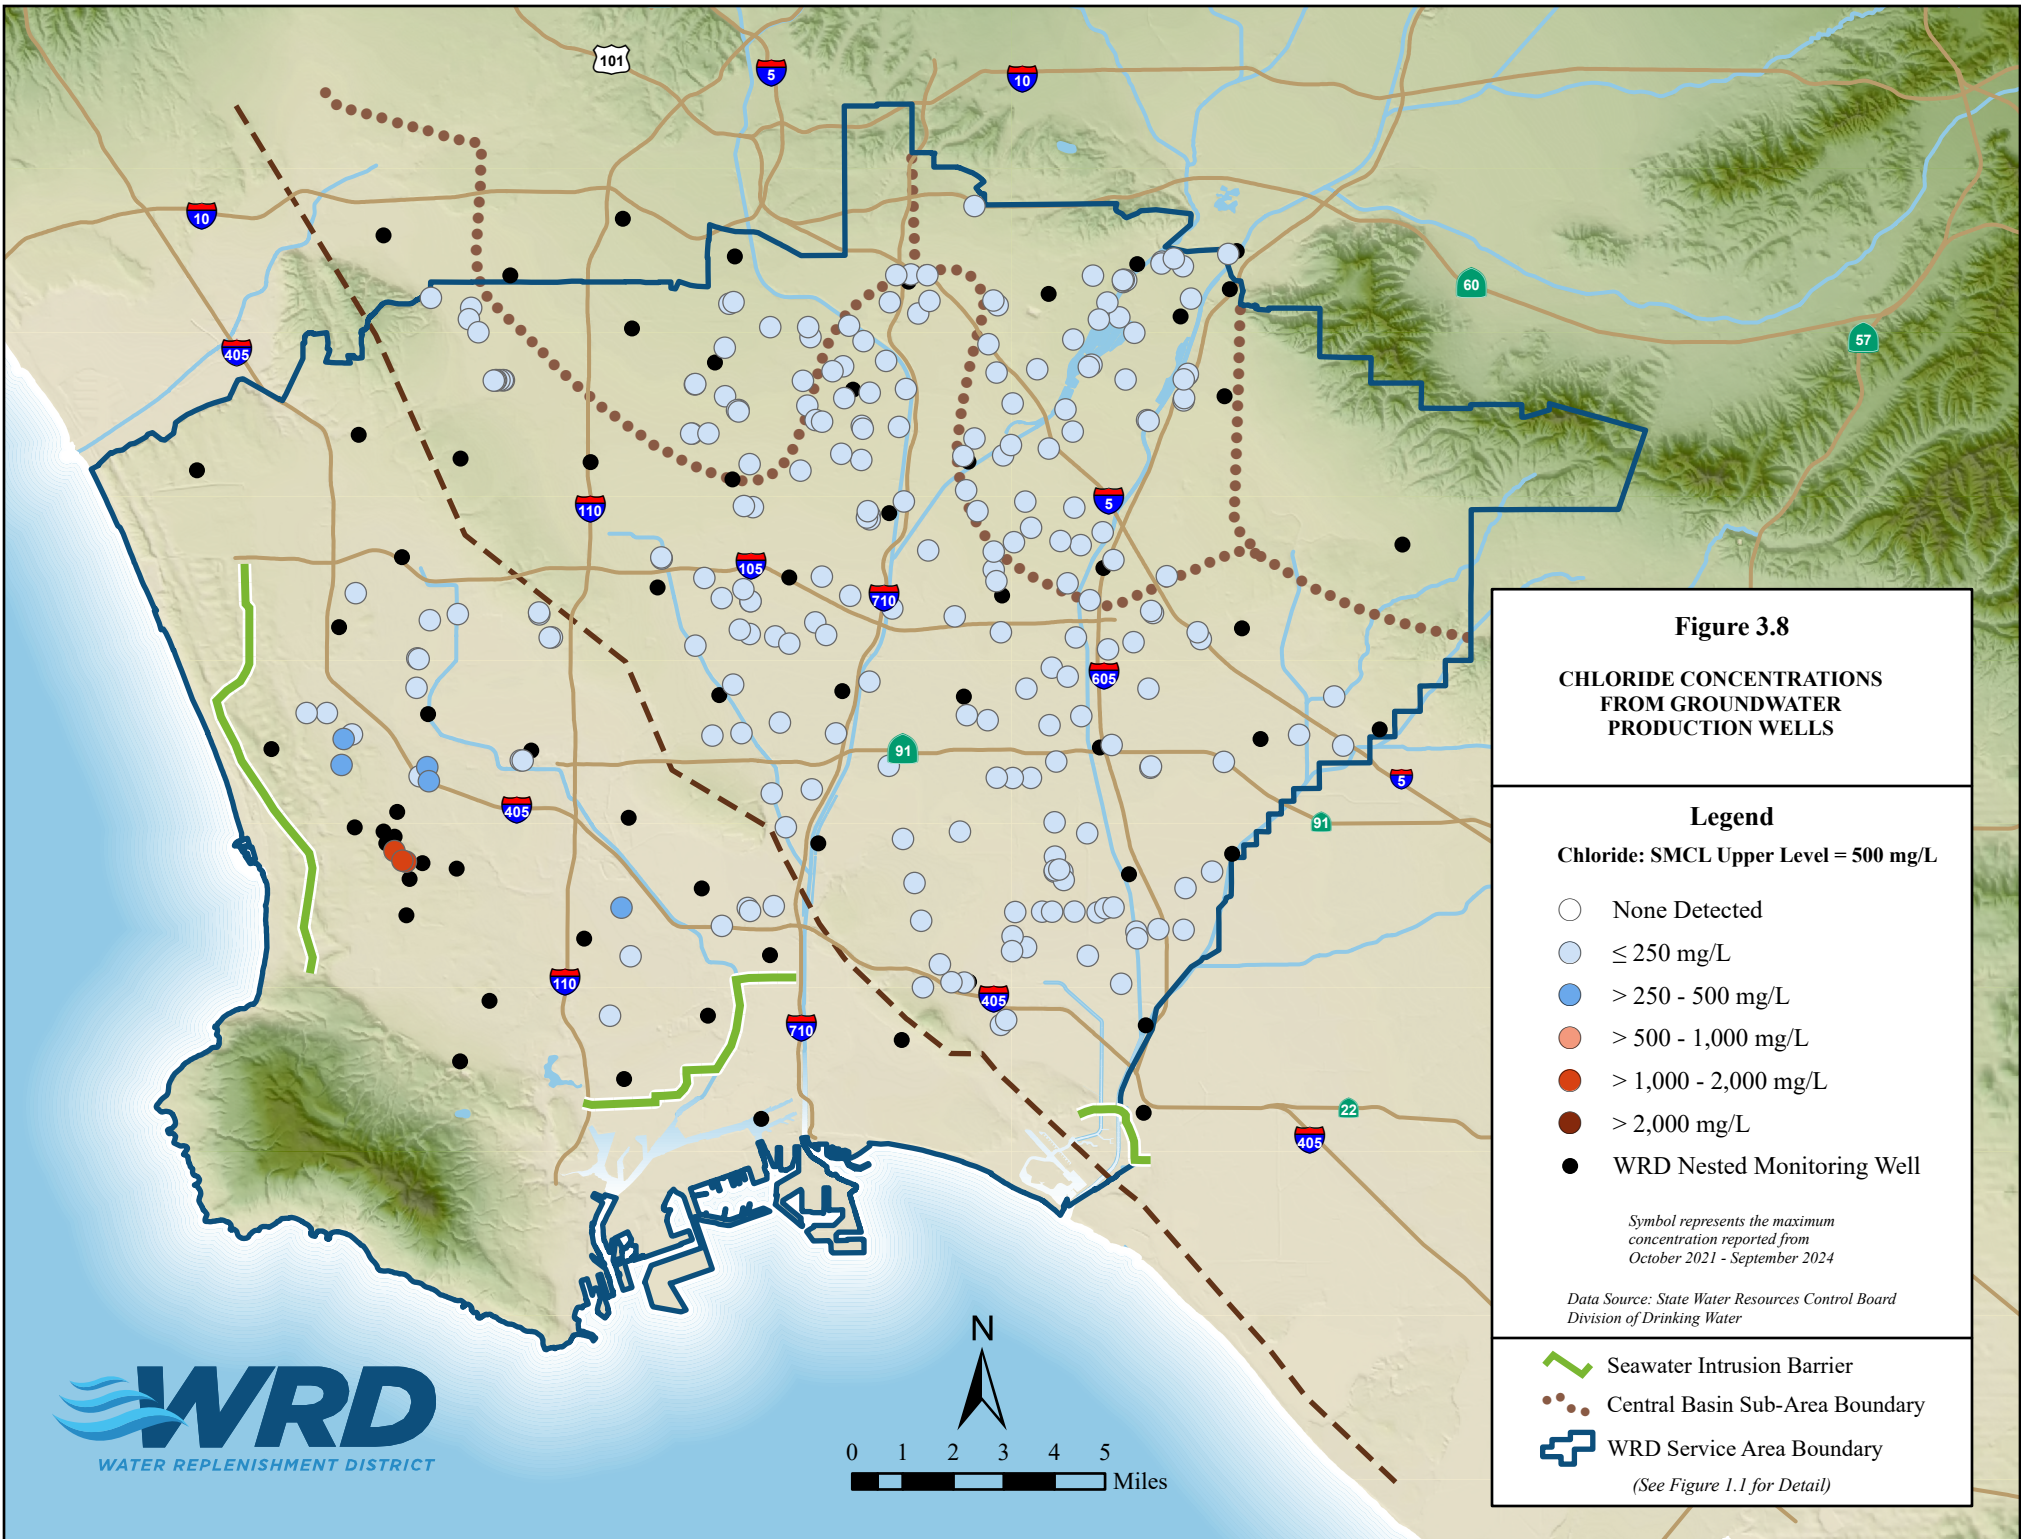 101
5
10
10
405
60
57
110
5
105
710
605
91
405
5
91
110
405
710
22
405
Figure 3.8
CHLORIDE CONCENTRATIONS
FROM GROUNDWATER
PRODUCTION WELLS
Legend
Chloride: SMCL Upper Level = 500 mg/L
None Detected
≤ 250 mg/L
> 250 - 500 mg/L
> 500 - 1,000 mg/L
> 1,000 - 2,000 mg/L
> 2,000 mg/L
WRD Nested Monitoring Well
Symbol represents the maximum
concentration reported from
October 2021 - September 2024
Data Source: State Water Resources Control Board
Division of Drinking Water
Seawater Intrusion Barrier
Central Basin Sub-Area Boundary
WRD Service Area Boundary
(See Figure 1.1 for Detail)
N
0 1 2 3 4 5
Miles
WRD
WATER REPLENISHMENT DISTRICT